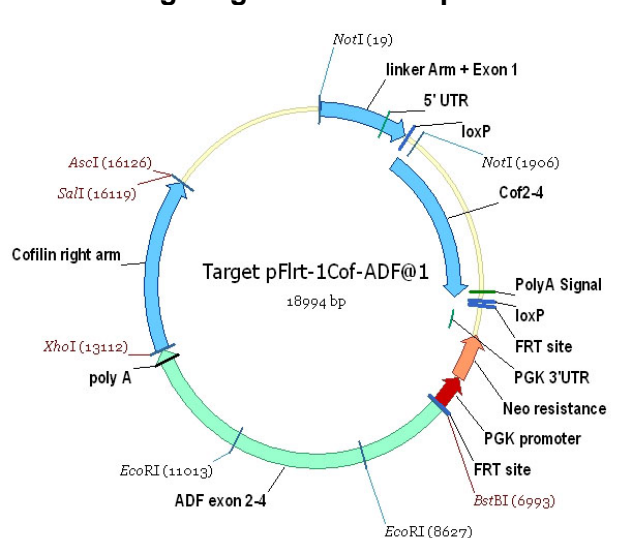 NotI (19)
linker Arm + Exon 1
5' UTR
loxP
NotI (1906)
Cof2-4
PolyA Signal
loxP
FRT site
PGK 3'UTR
Neo resistance
PGK promoter
FRT site
BstBI (6993)
EcoRI (8627)
ADF exon 2-4
EcoRI (11013)
poly A
XhoI (13112)
Cofilin right arm
SalI (16119)
AscI (16126)
Target pFlrt-1Cof-ADF@1
18994 bp